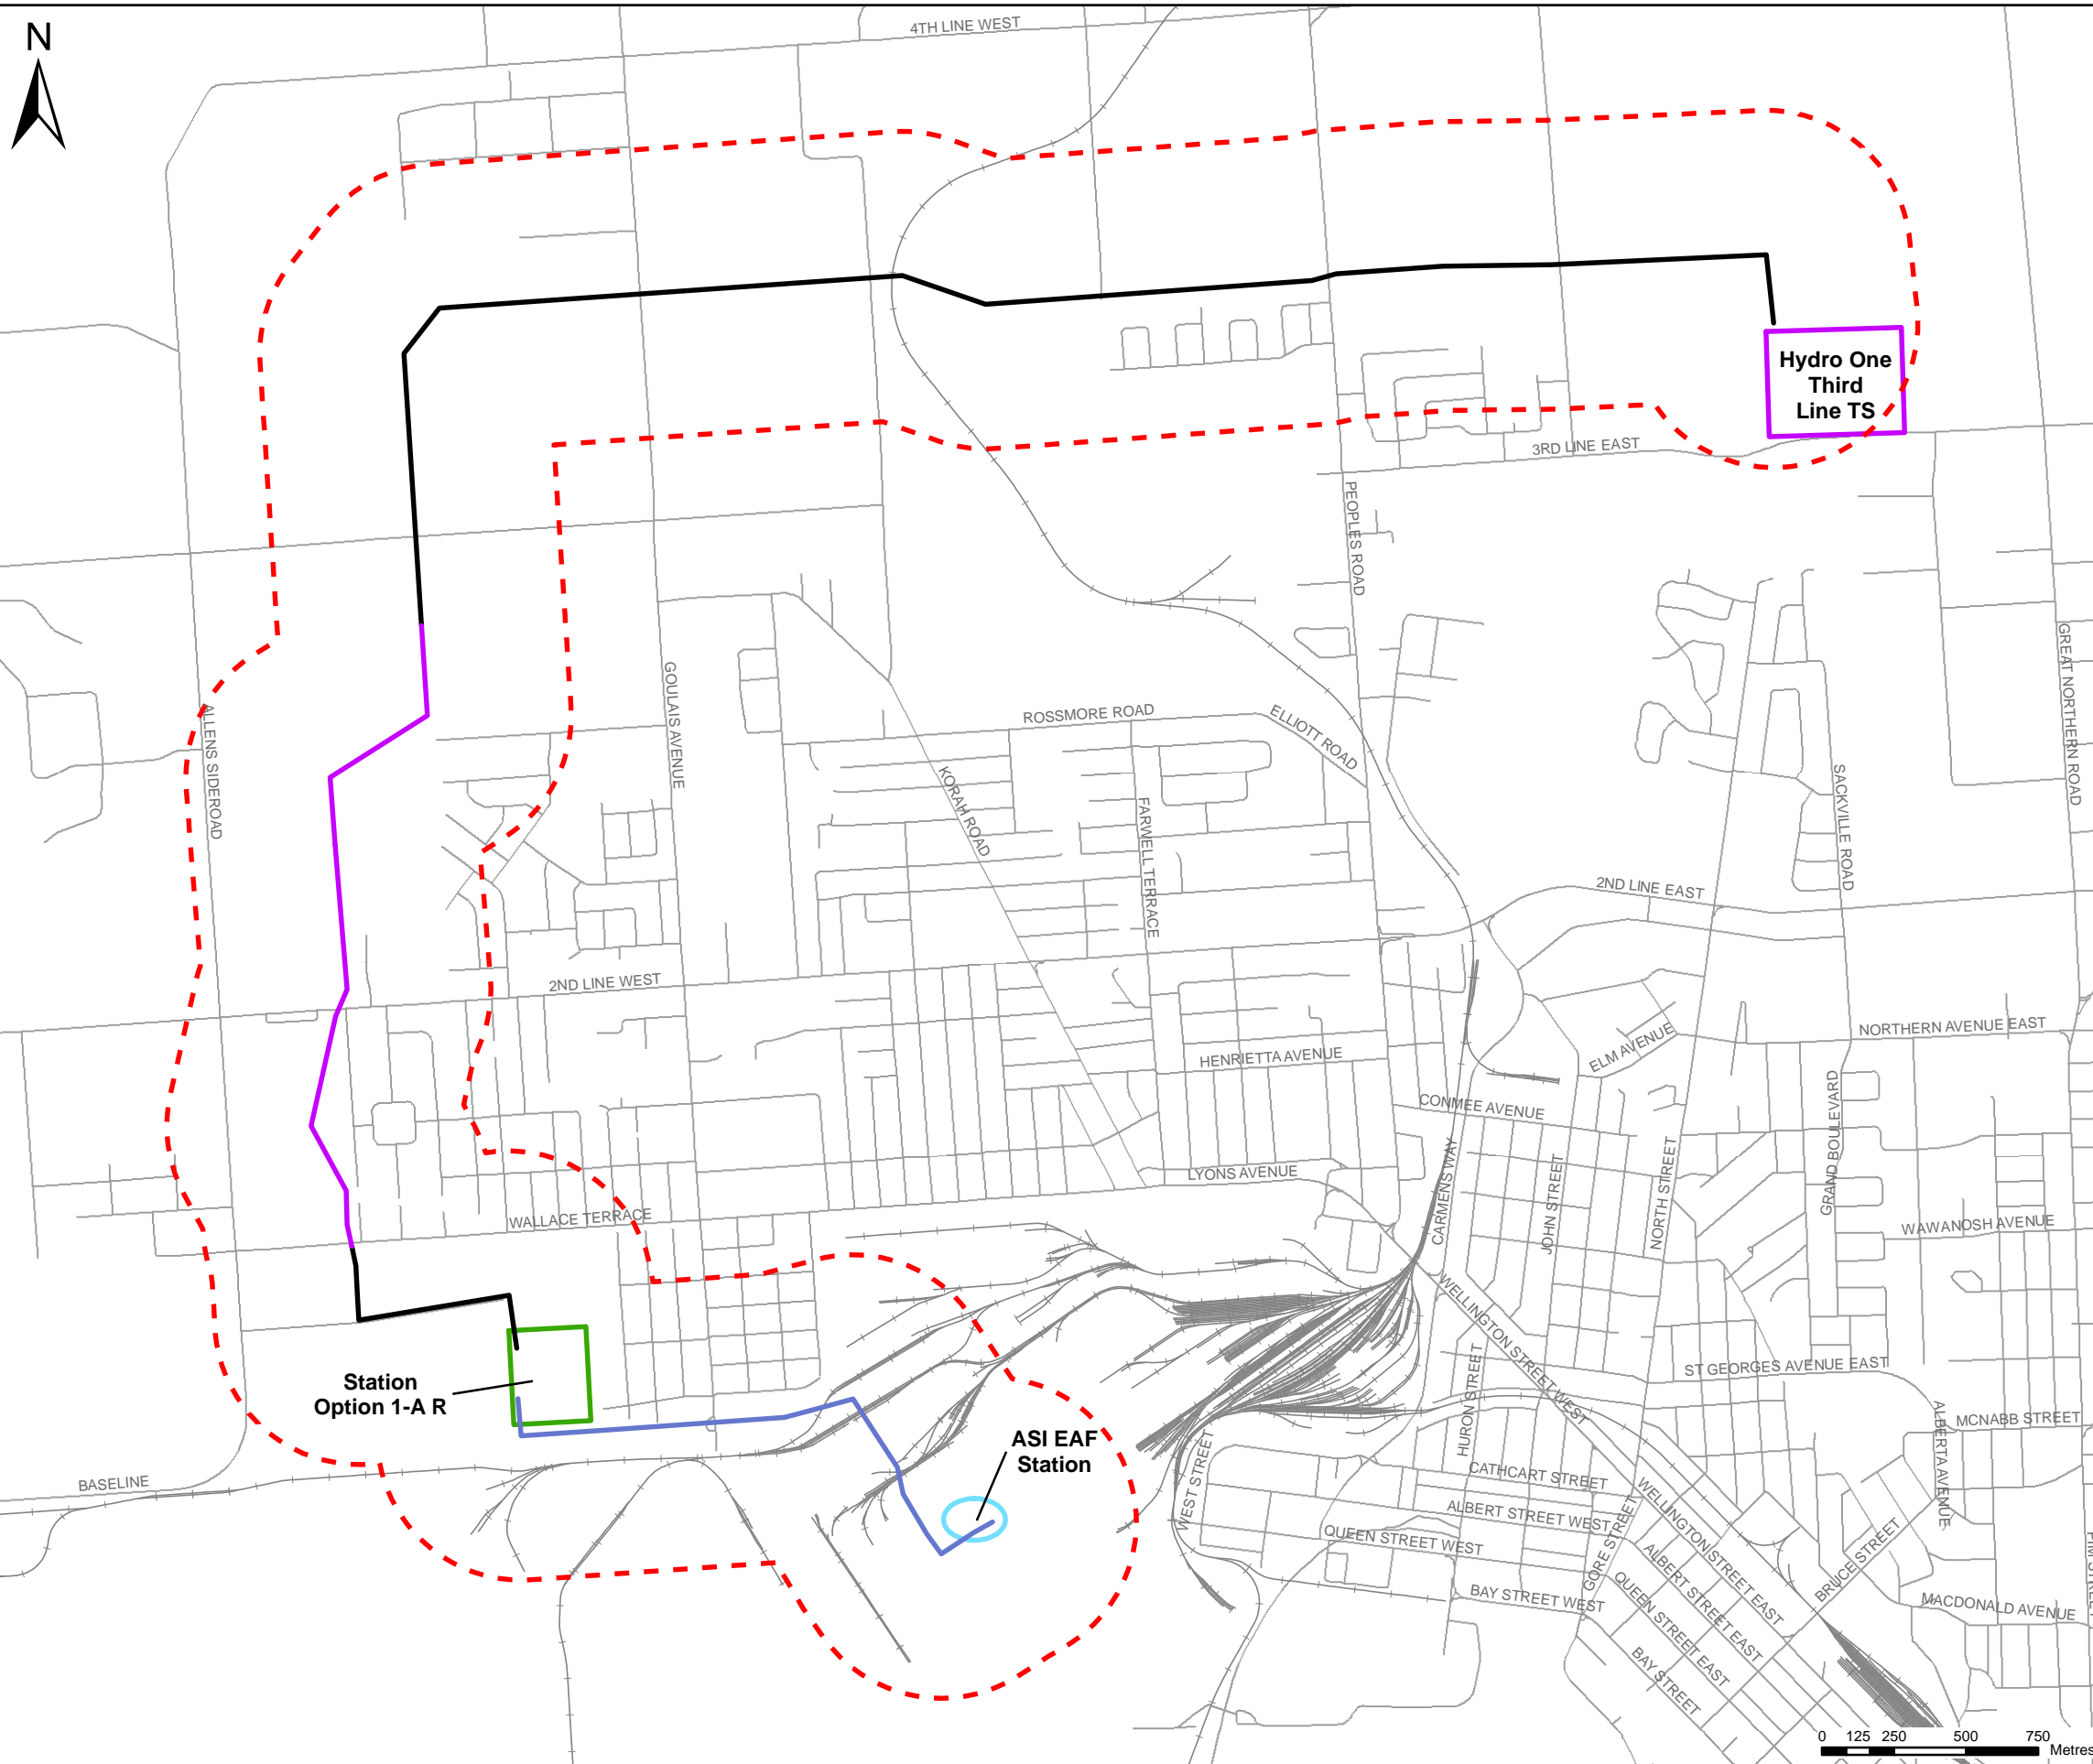 N
4TH LINE WEST
Hydro One
Third
Line TS
3RD LINE EAST
PEOPLES ROAD
GREAT NORTHERN ROAD
GOULAIS AVENUE
ALLENS SIDEROAD
ROSSMORE ROAD
ELLIOTT ROAD
KORAH ROAD
FARWELL TERRACE
SACKVILLE ROAD
2ND LINE EAST
2ND LINE WEST
NORTHERN AVENUE EAST
ELM AVENUE
HENRIETTA AVENUE
CONMEE AVENUE
GRAND BOULEVARD
CARMENS WAY
JOHN STREET
NORTH STREET
LYONS AVENUE
WALLACE TERRACE
WAWANOSH AVENUE
WELLINGTON STREET WEST
HURON STREET
ST GEORGES AVENUE EAST
Station
Option 1-A R
ALBERTA AVENUE
MCNABB STREET
ASI EAF
Station
BASELINE
WEST STREET
CATHCART STREET
ALBERT STREET WEST
QUEEN STREET WEST
GORE STREET
WELLINGTON STREET EAST
BRUCE STREET
ALBERT STREET EAST
QUEEN STREET EAST
BAY STREET WEST
BAY STREET
MACDONALD AVENUE
0 125 250 500 750
Metres